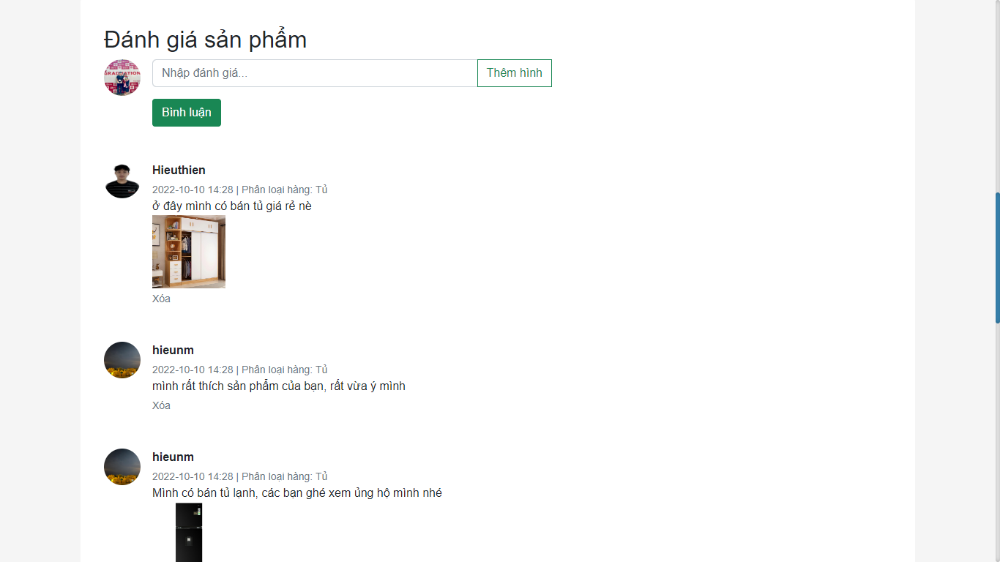 Đánh giá sản phẩm
GRADUATION
Nhập đánh giá...
Thêm hình
Bình luận
Hieuthien
2022-10-10 14:28 | Phân loại hàng: Tủ
ở đây mình có bán tủ giá rẻ nè
Xóa
hieunm
2022-10-10 14:28 | Phân loại hàng: Tủ
mình rất thích sản phẩm của bạn, rất vừa ý mình
Xóa
hieunm
2022-10-10 14:28 | Phân loại hàng: Tủ
Mình có bán tủ lạnh, các bạn ghé xem ủng hộ mình nhé